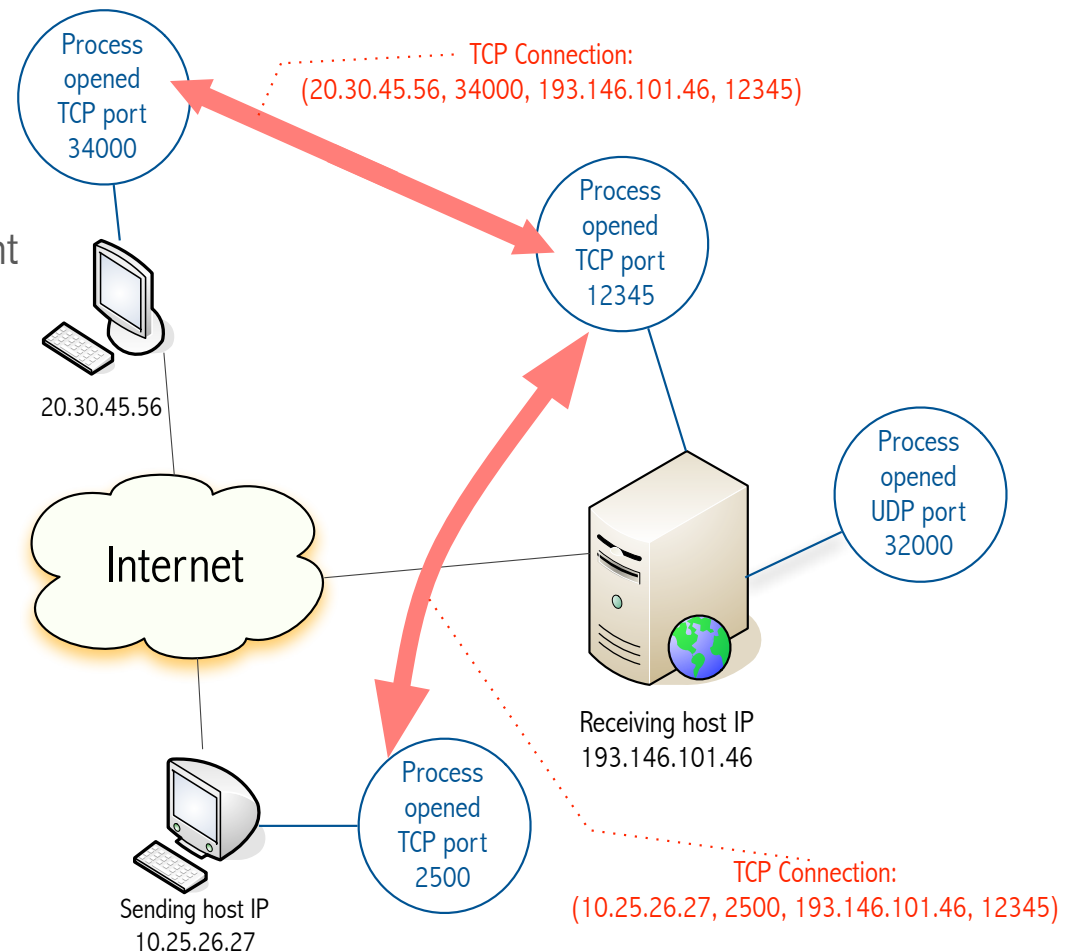 Process
opened
TCP port
34000
TCP Connection:
(20.30.45.56, 34000, 193.146.101.46, 12345)
Process
opened
TCP port
12345
nt
20.30.45.56
Process
opened
UDP port
32000
Internet
Receiving host IP
193.146.101.46
Process
opened
TCP port
2500
TCP Connection:
(10.25.26.27, 2500, 193.146.101.46, 12345)
Sending host IP
10.25.26.27